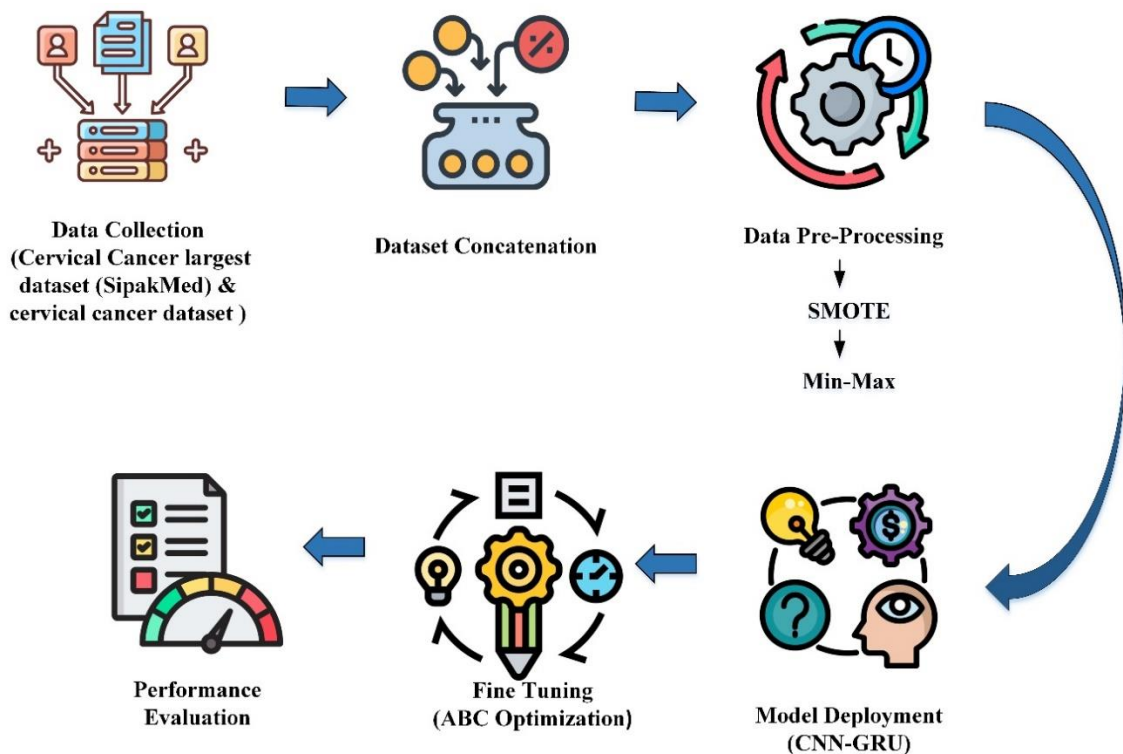 Data Collection
(Cervical Cancer largest
dataset (SipakMed) &
cervical cancer dataset )
Dataset Concatenation
Data Pre-Processing
SMOTE
Min-Max
Model Deployment
(CNN-GRU)
Fine Tuning
(ABC Optimization)
Performance
Evaluation